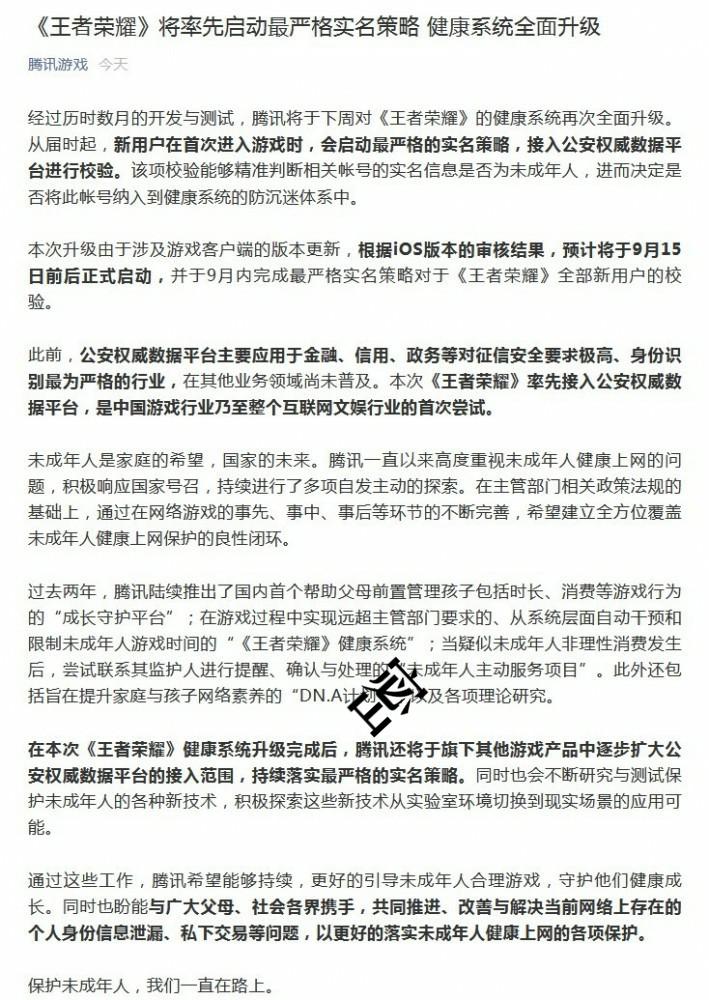 《王者荣耀》将率先启动最严格实名策略 健康系统全面升级
腾讯游戏 今天
经过历时数月的开发与测试，腾讯将于下周对《王者荣耀》的健康系统再次全面升级。
从届时起，新用户在首次进入游戏时，会启动最严格的实名策略，接入公安权威数据平
台进行校验。该项校验能够精准判断相关帐号的实名信息是否为未成年人，进而决定是
否将此帐号纳入到健康系统的防沉迷体系中。
本次升级由于涉及游戏客户端的版本更新，根据iOS版本的审核结果，预计将于9月15
日前后正式启动，并于9月内完成最严格实名策略对于《王者荣耀》全部新用户的校
验。
此前，公安权威数据平台主要应用于金融、信用、政务等对征信安全要求极高、身份识
别最为严格的行业，在其他业务领域尚未普及。本次《王者荣耀》率先接入公安权威数
据平台，是中国游戏行业乃至整个互联网文娱行业的首次尝试。
未成年人是家庭的希望，国家的未来。腾讯一直以来高度重视未成年人健康上网的问
题，积极响应国家号召，持续进行了多项自发主动的探索。在主管部门相关政策法规的
基础上，通过在网络游戏的事先、事中、事后等环节的不断完善，希望建立全方位覆盖
未成年人健康上网保护的良性闭环。
过去两年，腾讯陆续推出了国内首个帮助父母前置管理孩子包括时长、消费等游戏行为
的“成长守护平台”；在游戏过程中实现远超主管部门要求的、从系统层面自动干预和
限制未成年人游戏时间的“《王者荣耀》健康系统”；当疑似未成年人非理性消费发生
后，尝试联系其监护人进行提醒、确认与处理的“未成年人主动服务项目”。此外还包
括旨在提升家庭与孩子网络素养的“DN.A计划”以及各项理论研究。
密
在本次《王者荣耀》健康系统升级完成后，腾讯还将于旗下其他游戏产品中逐步扩大公
安权威数据平台的接入范围，持续落实最严格的实名策略。同时也会不断研究与测试保
护未成年人的各种新技术，积极探索这些新技术从实验室环境切换到现实场景的应用可
能。
通过这些工作，腾讯希望能够持续，更好的引导未成年人合理游戏，守护他们健康成
长。同时也盼能与广大父母、社会各界携手，共同推进、改善与解决当前网络上存在的
个人身份信息泄漏、私下交易等问题，以更好的落实未成年人健康上网的各项保护。
保护未成年人，我们一直在路上。